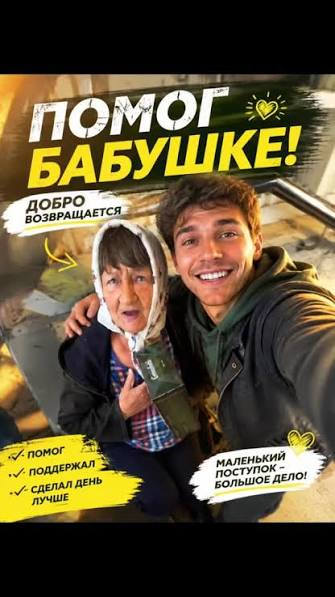 ПОМОГ
БАБУШКЕ!
ДОБРО
ВОЗВРАЩАЕТСЯ
ПОМОГ
ПОДДЕРЖАЛ
СДЕЛАЛ ДЕНЬ
ЛУЧШЕ
МАЛЕНЬКИЙ
ПОСТУПОК –
БОЛЬШОЕ ДЕЛО!